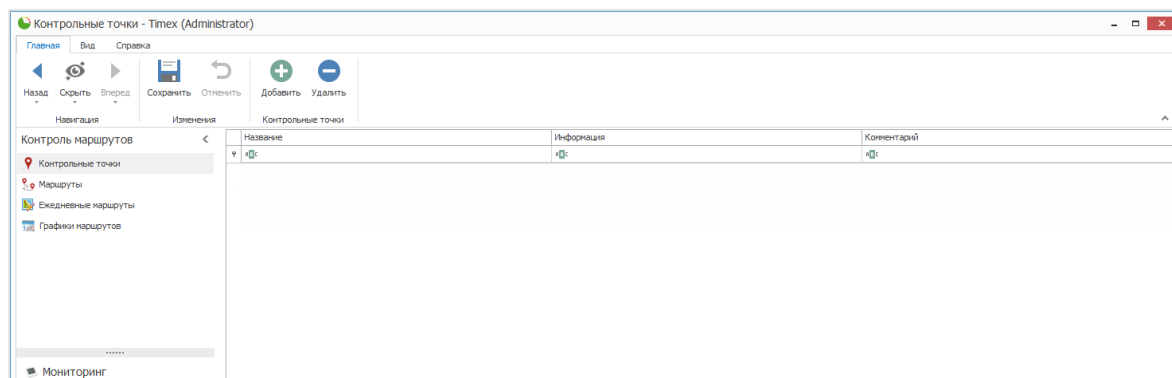 Контрольные точки - Timex (Administrator)
Главная Вид Справка
Назад Скрыть Вперед Сохранить Отменить Добавить Удалить
Навигация Изменения Контрольные точки
Контроль маршрутов
Название Информация Комментарий
Контрольные точки
Маршруты
Ежедневные маршруты
Графики маршрутов
Мониторинг